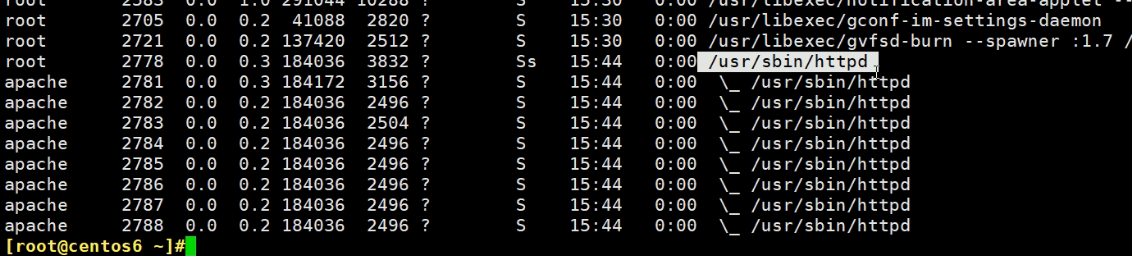 root 2583 0.0 1.0 291044 10288 ? S 15:30 0:00 /usr/libexec/notification-area-applet
root 2705 0.0 0.2 41088 2820 ? S 15:30 0:00 /usr/libexec/gconf-im-settings-daemon
root 2721 0.0 0.2 137420 2512 ? S 15:30 0:00 /usr/libexec/gvfsd-burn --spawner :1.7 /
root 2778 0.0 0.3 184036 3832 ? Ss 15:44 0:00 /usr/sbin/httpd
apache 2781 0.0 0.3 184172 3156 ? S 15:44 0:00 \_ /usr/sbin/httpd
apache 2782 0.0 0.2 184036 2496 ? S 15:44 0:00 \_ /usr/sbin/httpd
apache 2783 0.0 0.2 184036 2504 ? S 15:44 0:00 \_ /usr/sbin/httpd
apache 2784 0.0 0.2 184036 2496 ? S 15:44 0:00 \_ /usr/sbin/httpd
apache 2785 0.0 0.2 184036 2496 ? S 15:44 0:00 \_ /usr/sbin/httpd
apache 2786 0.0 0.2 184036 2496 ? S 15:44 0:00 \_ /usr/sbin/httpd
apache 2787 0.0 0.2 184036 2496 ? S 15:44 0:00 \_ /usr/sbin/httpd
apache 2788 0.0 0.2 184036 2496 ? S 15:44 0:00 \_ /usr/sbin/httpd
[root@centos6 ~]#